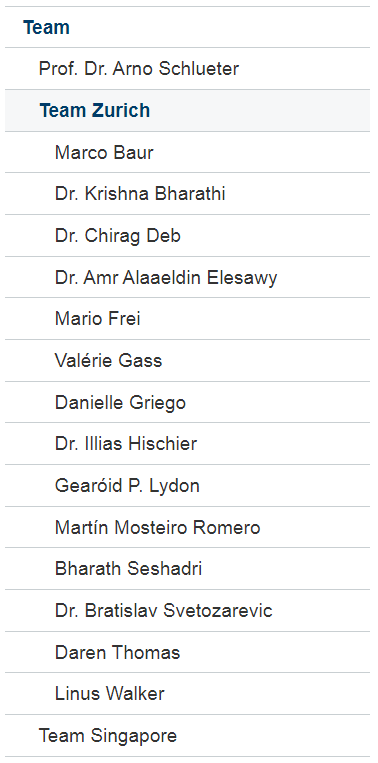 Team
Prof. Dr. Arno Schlueter
Team Zurich
Marco Baur
Dr. Krishna Bharathi
Dr. Chirag Deb
Dr. Amr Alaaeldin Elesawy
Mario Frei
Valérie Gass
Danielle Griego
Dr. Illias Hischier
Gearóid P. Lydon
Martín Mosteiro Romero
Bharath Seshadri
Dr. Bratislav Svetozarevic
Daren Thomas
Linus Walker
Team Singapore